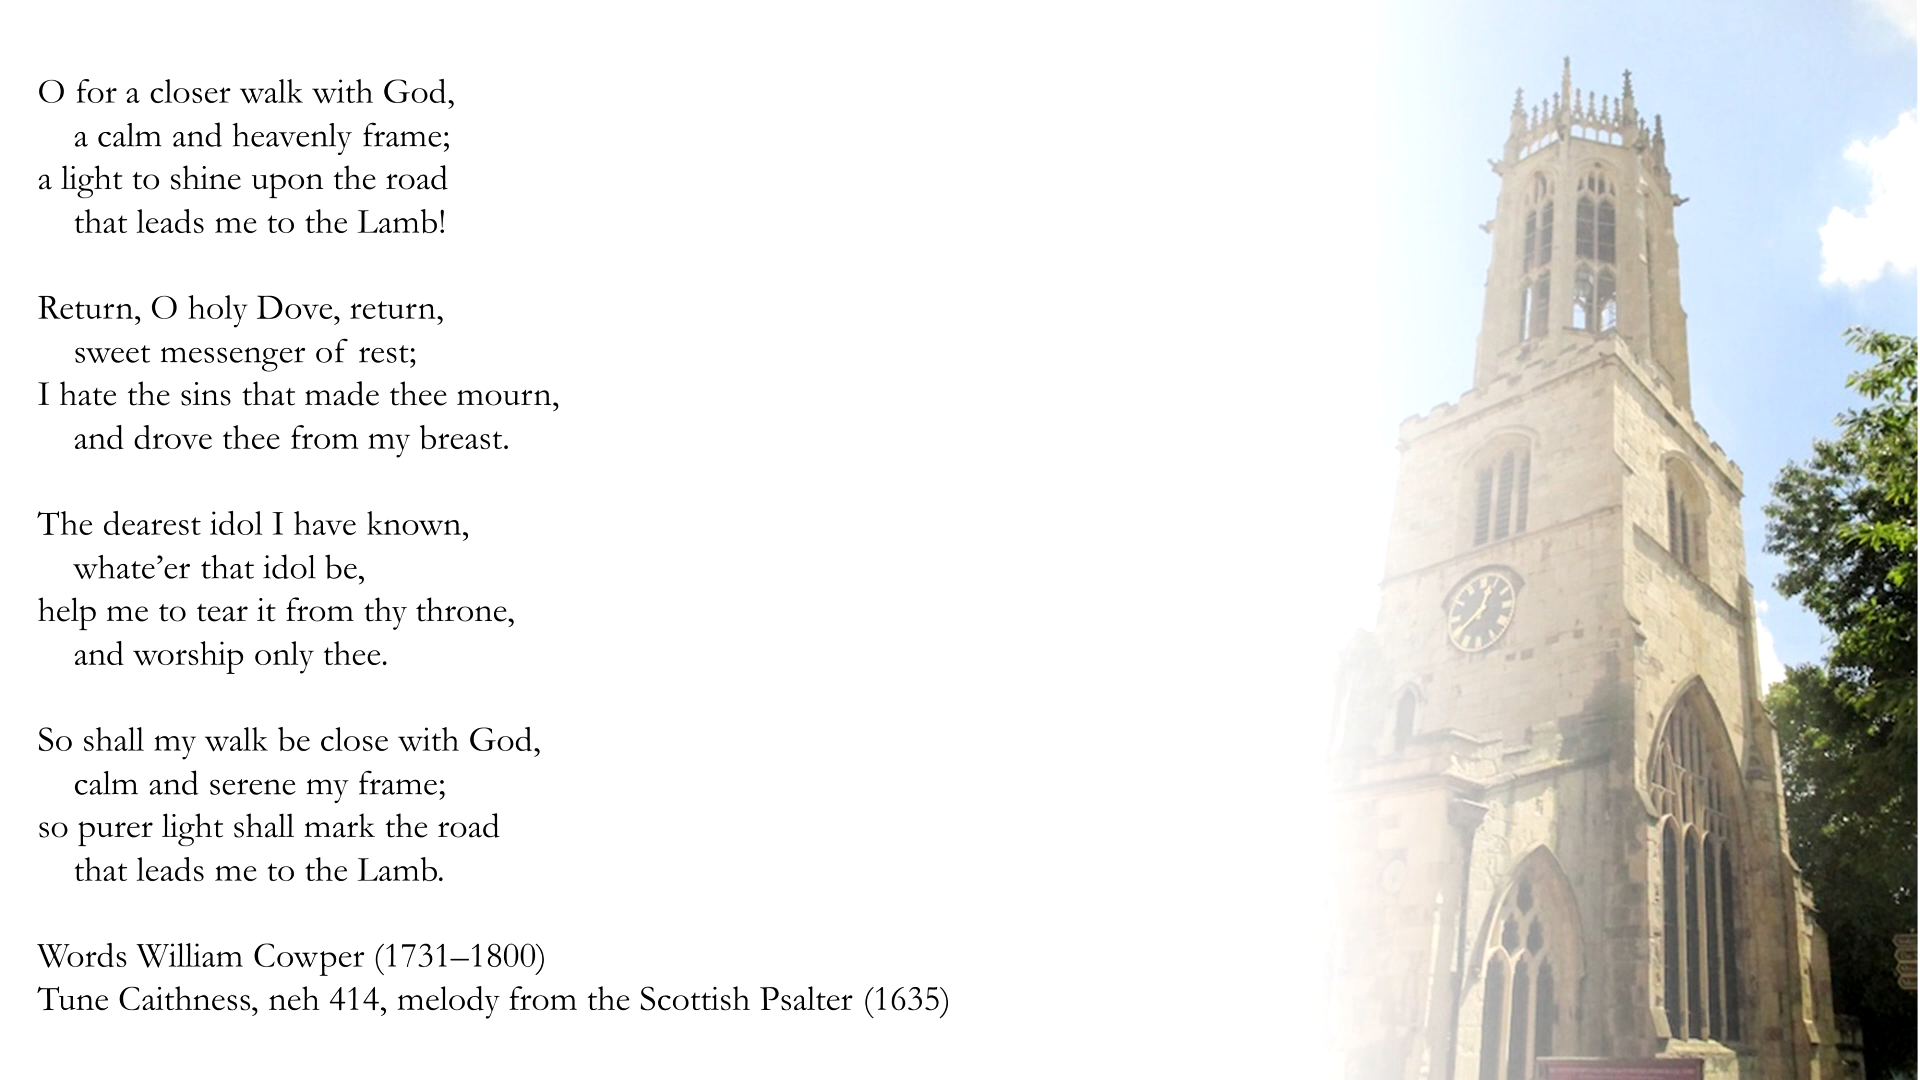 O for a closer walk with God,
a calm and heavenly frame;
a light to shine upon the road
that leads me to the Lamb!
Return, O holy Dove, return,
sweet messenger of rest;
I hate the sins that made thee mourn,
and drove thee from my breast.
The dearest idol I have known,
whate’er that idol be,
help me to tear it from thy throne,
and worship only thee.
So shall my walk be close with God,
calm and serene my frame;
so purer light shall mark the road
that leads me to the Lamb.
Words William Cowper (1731–1800)
Tune Caithness, neh 414, melody from the Scottish Psalter (1635)